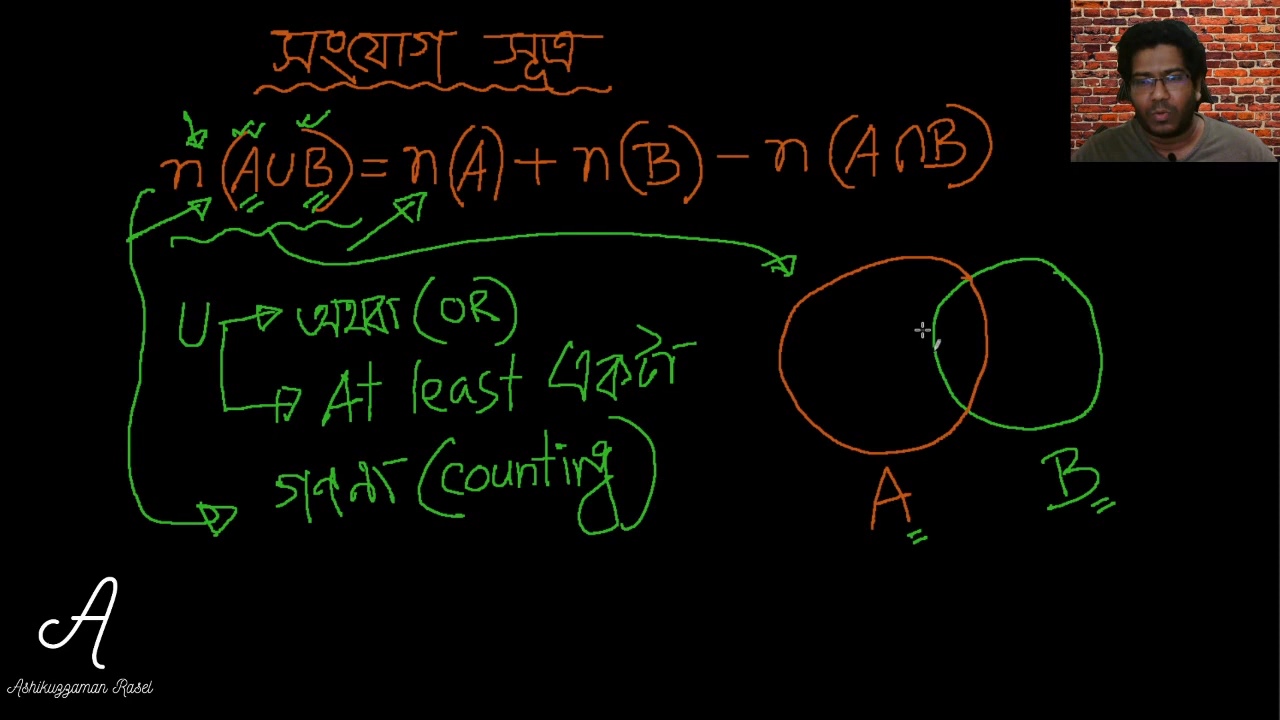 সংযোগ সূত্র
n (A∪B) = n(A) + n(B) − n (A∩B)
∪ অথবা (OR)
At least একটা
গণনা (counting)
A
B
A
Ashikuzzaman Rasel